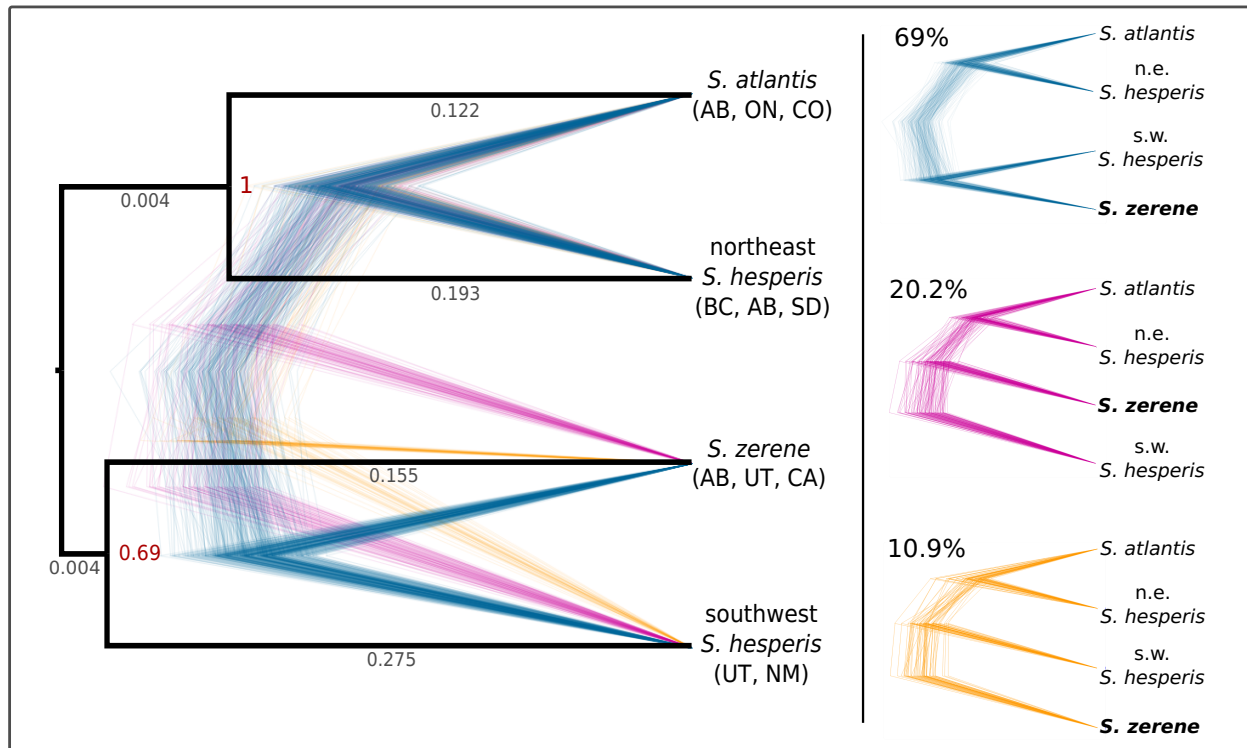 S. atlantis
(AB, ON, CO)
0.122
1
0.004
northeast
S. hesperis
(BC, AB, SD)
0.193
S. zerene
(AB, UT, CA)
0.155
0.69
0.004
southwest
S. hesperis
(UT, NM)
0.275
69%
S. atlantis
n.e.
S. hesperis
s.w.
S. hesperis
S. zerene
20.2%
S. atlantis
n.e.
S. hesperis
S. zerene
s.w.
S. hesperis
10.9%
S. atlantis
n.e.
S. hesperis
s.w.
S. hesperis
S. zerene